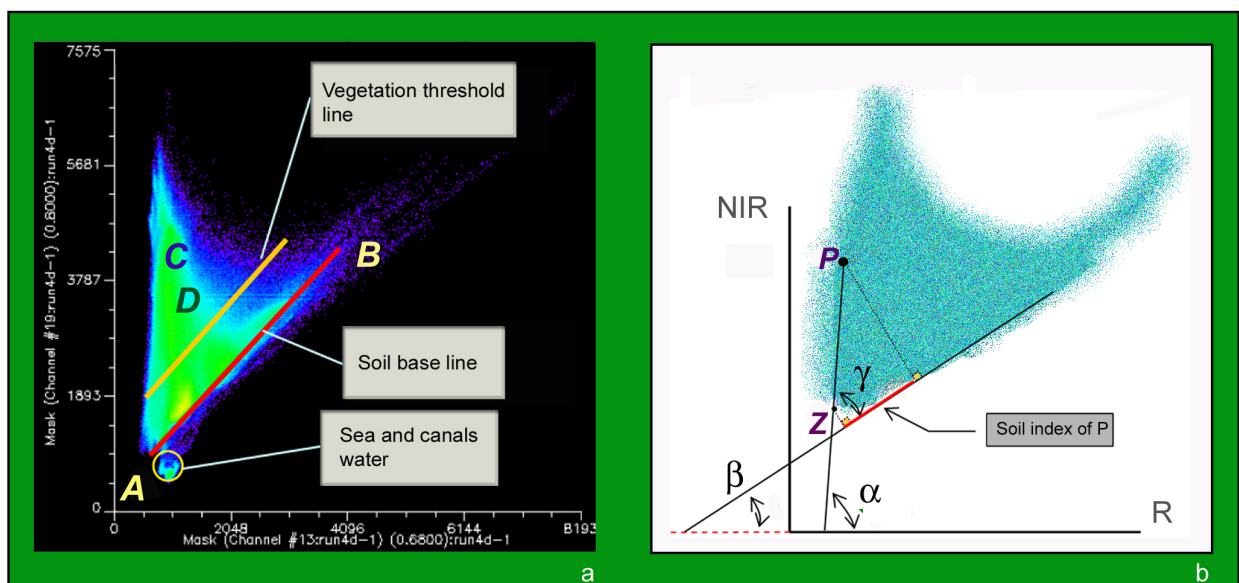 7575
5681
3787
1893
0
Mask (Channel #19:run4d-1) (0.8000):run4d-1
Vegetation threshold
line
C
D
B
A
Soil base line
Sea and canals
water
0
2048
4096
6144
8193
Mask (Channel #13:run4d-1) (0.6800):run4d-1
a
NIR
P
γ
Z
Soil index of P
β
α
R
b